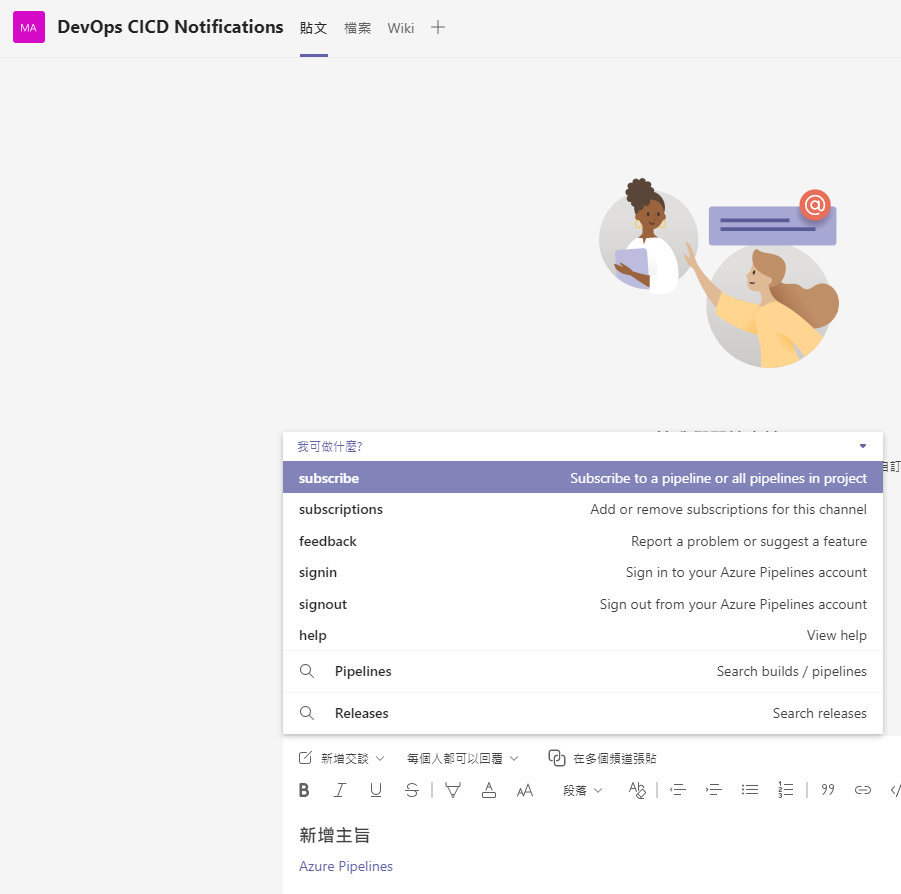 MA DevOps CICD Notifications 貼文 檔案 Wiki
@
我可做什麼?
自訂
subscribe Subscribe to a pipeline or all pipelines in project
subscriptions Add or remove subscriptions for this channel
feedback Report a problem or suggest a feature
signin Sign in to your Azure Pipelines account
signout Sign out from your Azure Pipelines account
help View help
Pipelines Search builds / pipelines
Releases Search releases
新增交談 每個人都可以回覆 在多個頻道張貼
B I U S A AA 段落 Ab
新增主旨
Azure Pipelines